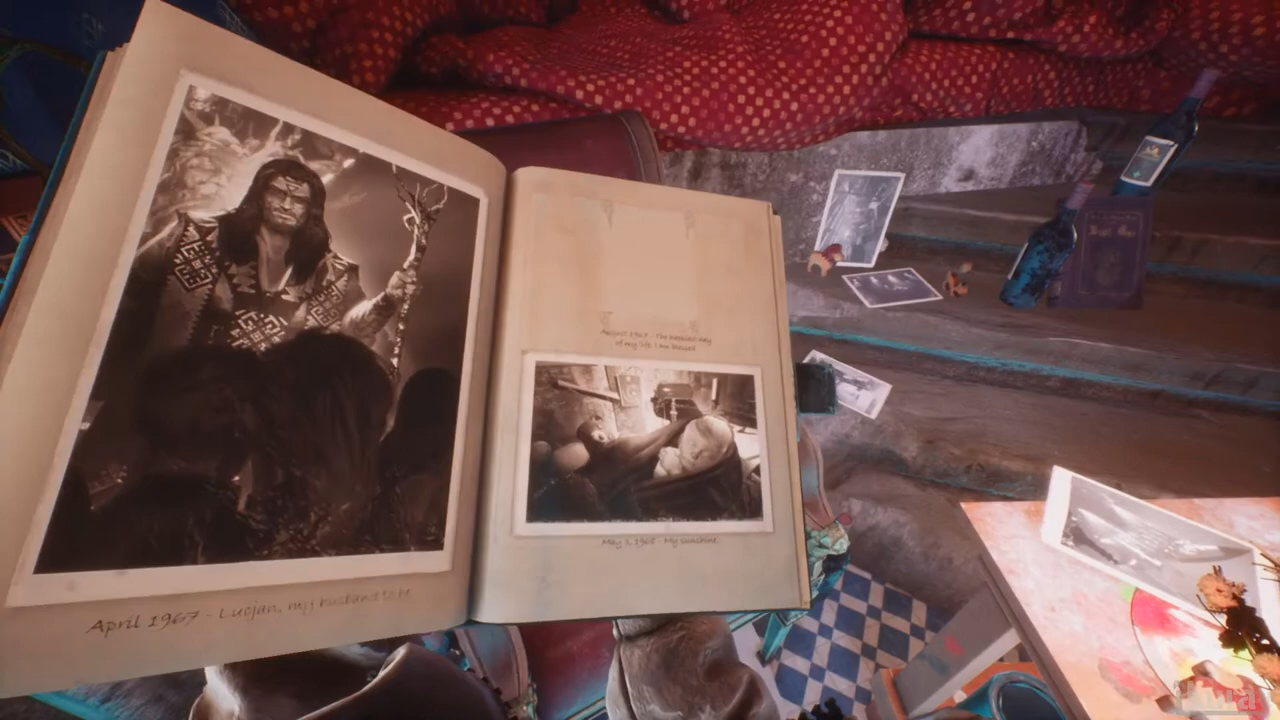 April 1967 - Lucjan, my husband to be
August 1967 - The happiest day
of my life. I am blessed
May 3, 1968 - My sunshine.